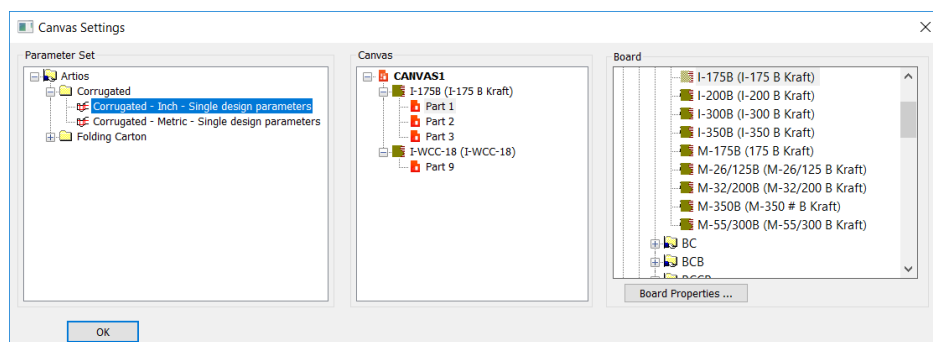 Canvas Settings
Parameter Set
Artios
Corrugated
Corrugated - Inch - Single design parameters
Corrugated - Metric - Single design parameters
Folding Carton
Canvas
CANVAS1
I-175B (I-175 B Kraft)
Part 1
Part 2
Part 3
I-WCC-18 (I-WCC-18)
Part 9
Board
I-175B (I-175 B Kraft)
I-200B (I-200 B Kraft)
I-300B (I-300 B Kraft)
I-350B (I-350 B Kraft)
M-175B (175 B Kraft)
M-26/125B (M-26/125 B Kraft)
M-32/200B (M-32/200 B Kraft)
M-350B (M-350 # B Kraft)
M-55/300B (M-55/300 B Kraft)
BC
BCB
Board Properties ...
OK